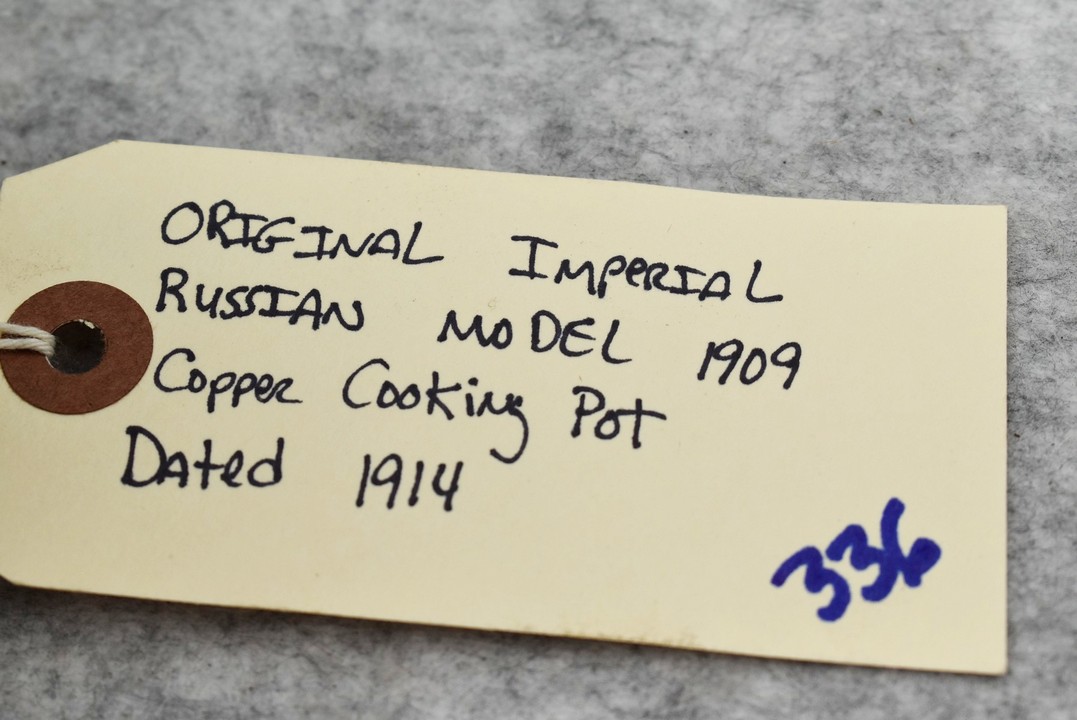 ORIGINAL IMPERIAL
RUSSIAN MODEL 1909
Copper Cooking Pot
Dated 1914
336